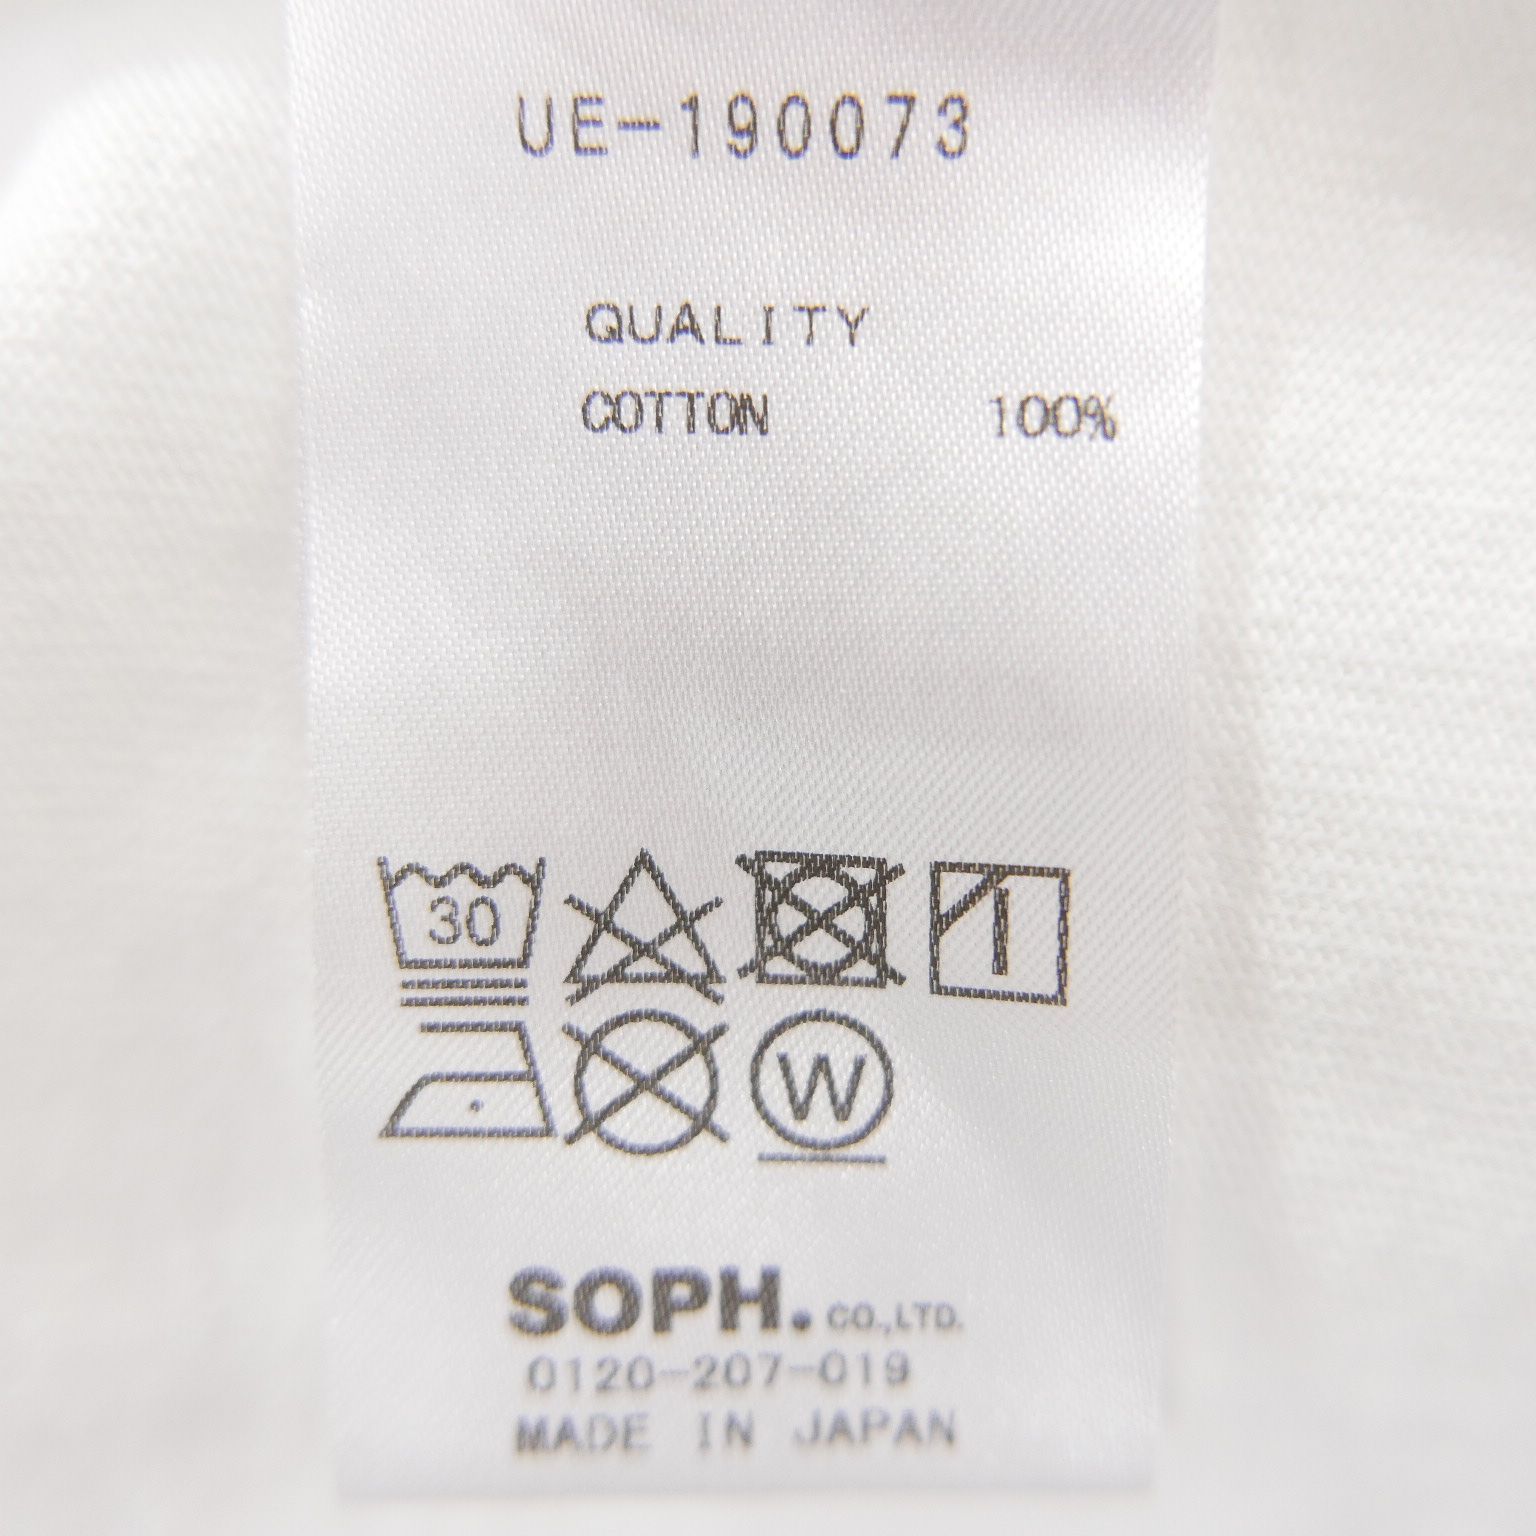 UE-190073
QUALITY
COTTON 100%
30
W
SOPH. CO.,LTD.
0120-207-019
MADE IN JAPAN